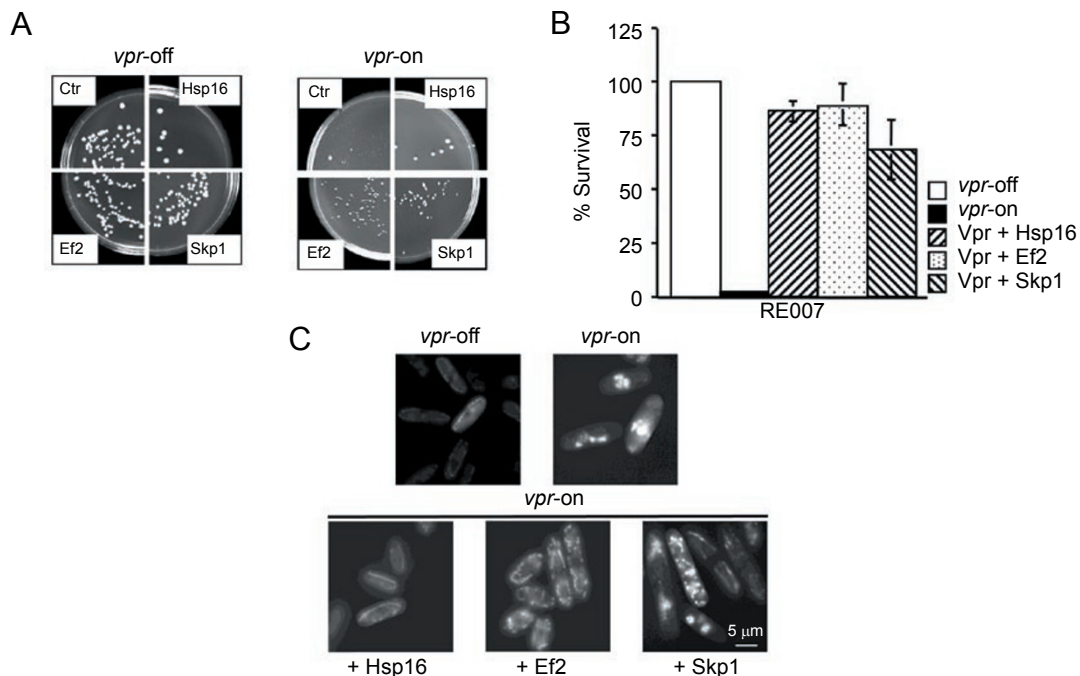 A
vpr-off
vpr-on
Ctr
Hsp16
Ef2
Skp1
Ctr
Hsp16
Ef2
Skp1
B
% Survival
125
100
75
50
25
0
RE007
vpr-off
vpr-on
Vpr + Hsp16
Vpr + Ef2
Vpr + Skp1
C
vpr-off
vpr-on
vpr-on
5 μm
+ Hsp16
+ Ef2
+ Skp1